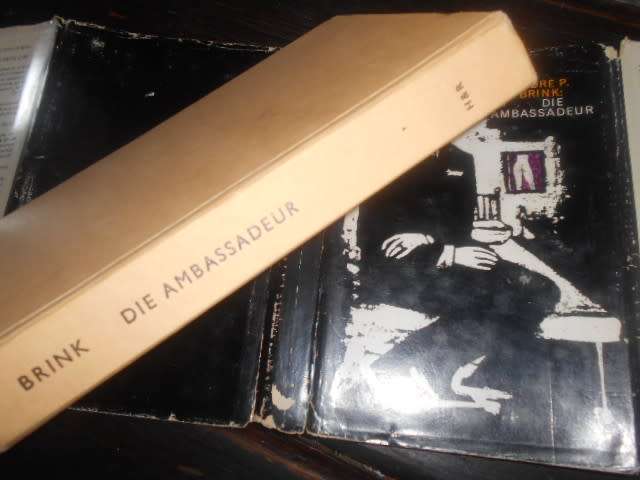 BRINK DIE AMBASSADEUR H&R
BRINK:
DIE
AMBASSADEUR